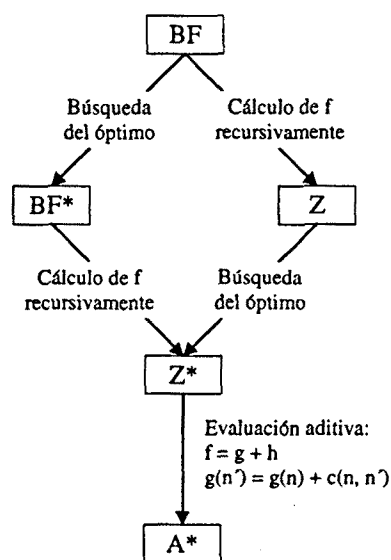 BF
Búsqueda
del óptimo
Cálculo de f
recursivamente
BF*
Z
Cálculo de f
recursivamente
Búsqueda
del óptimo
Z*
Evaluación aditiva:
f = g + h
g(n´) = g(n) + c(n, n´)
A*